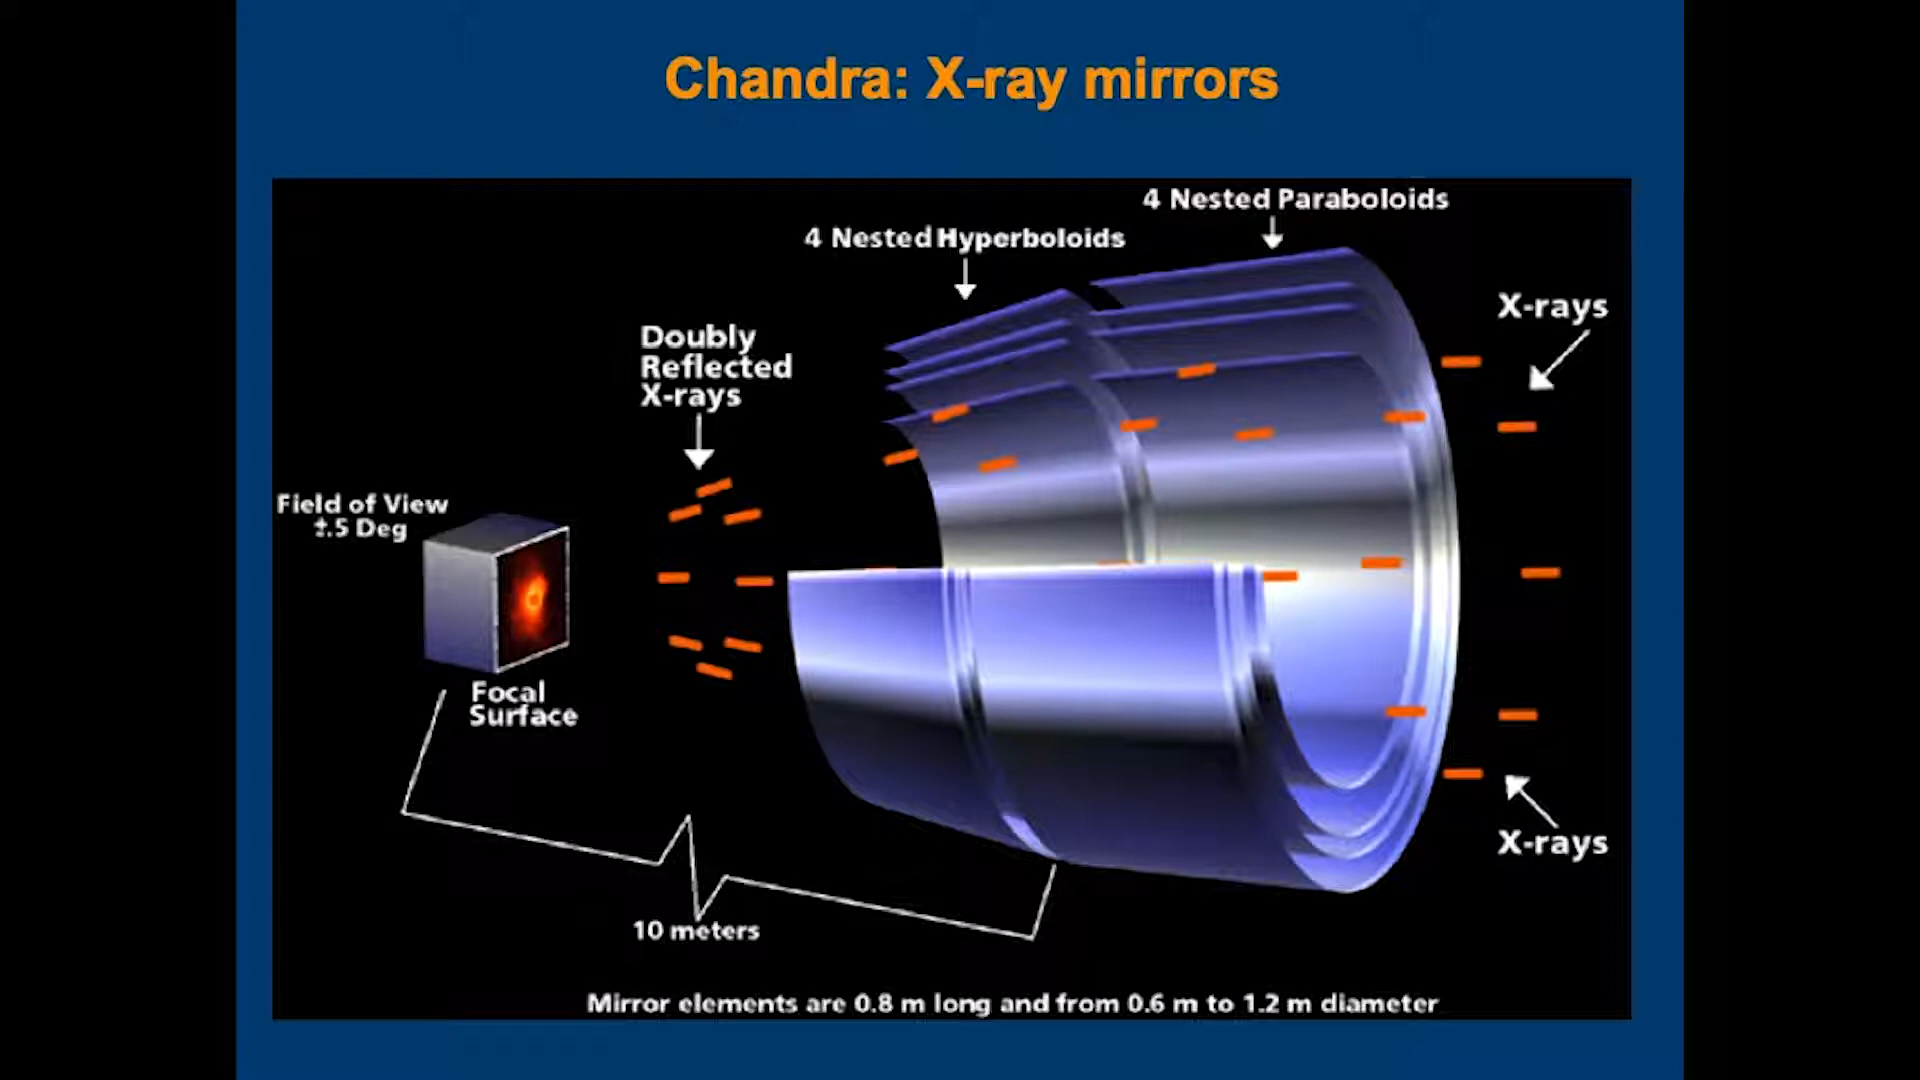 Chandra: X-ray mirrors
4 Nested Paraboloids
4 Nested Hyperboloids
X-rays
Doubly
Reflected
X-rays
Field of View
±.5 Deg
Focal
Surface
X-rays
10 meters
Mirror elements are 0.8 m long and from 0.6 m to 1.2 m diameter